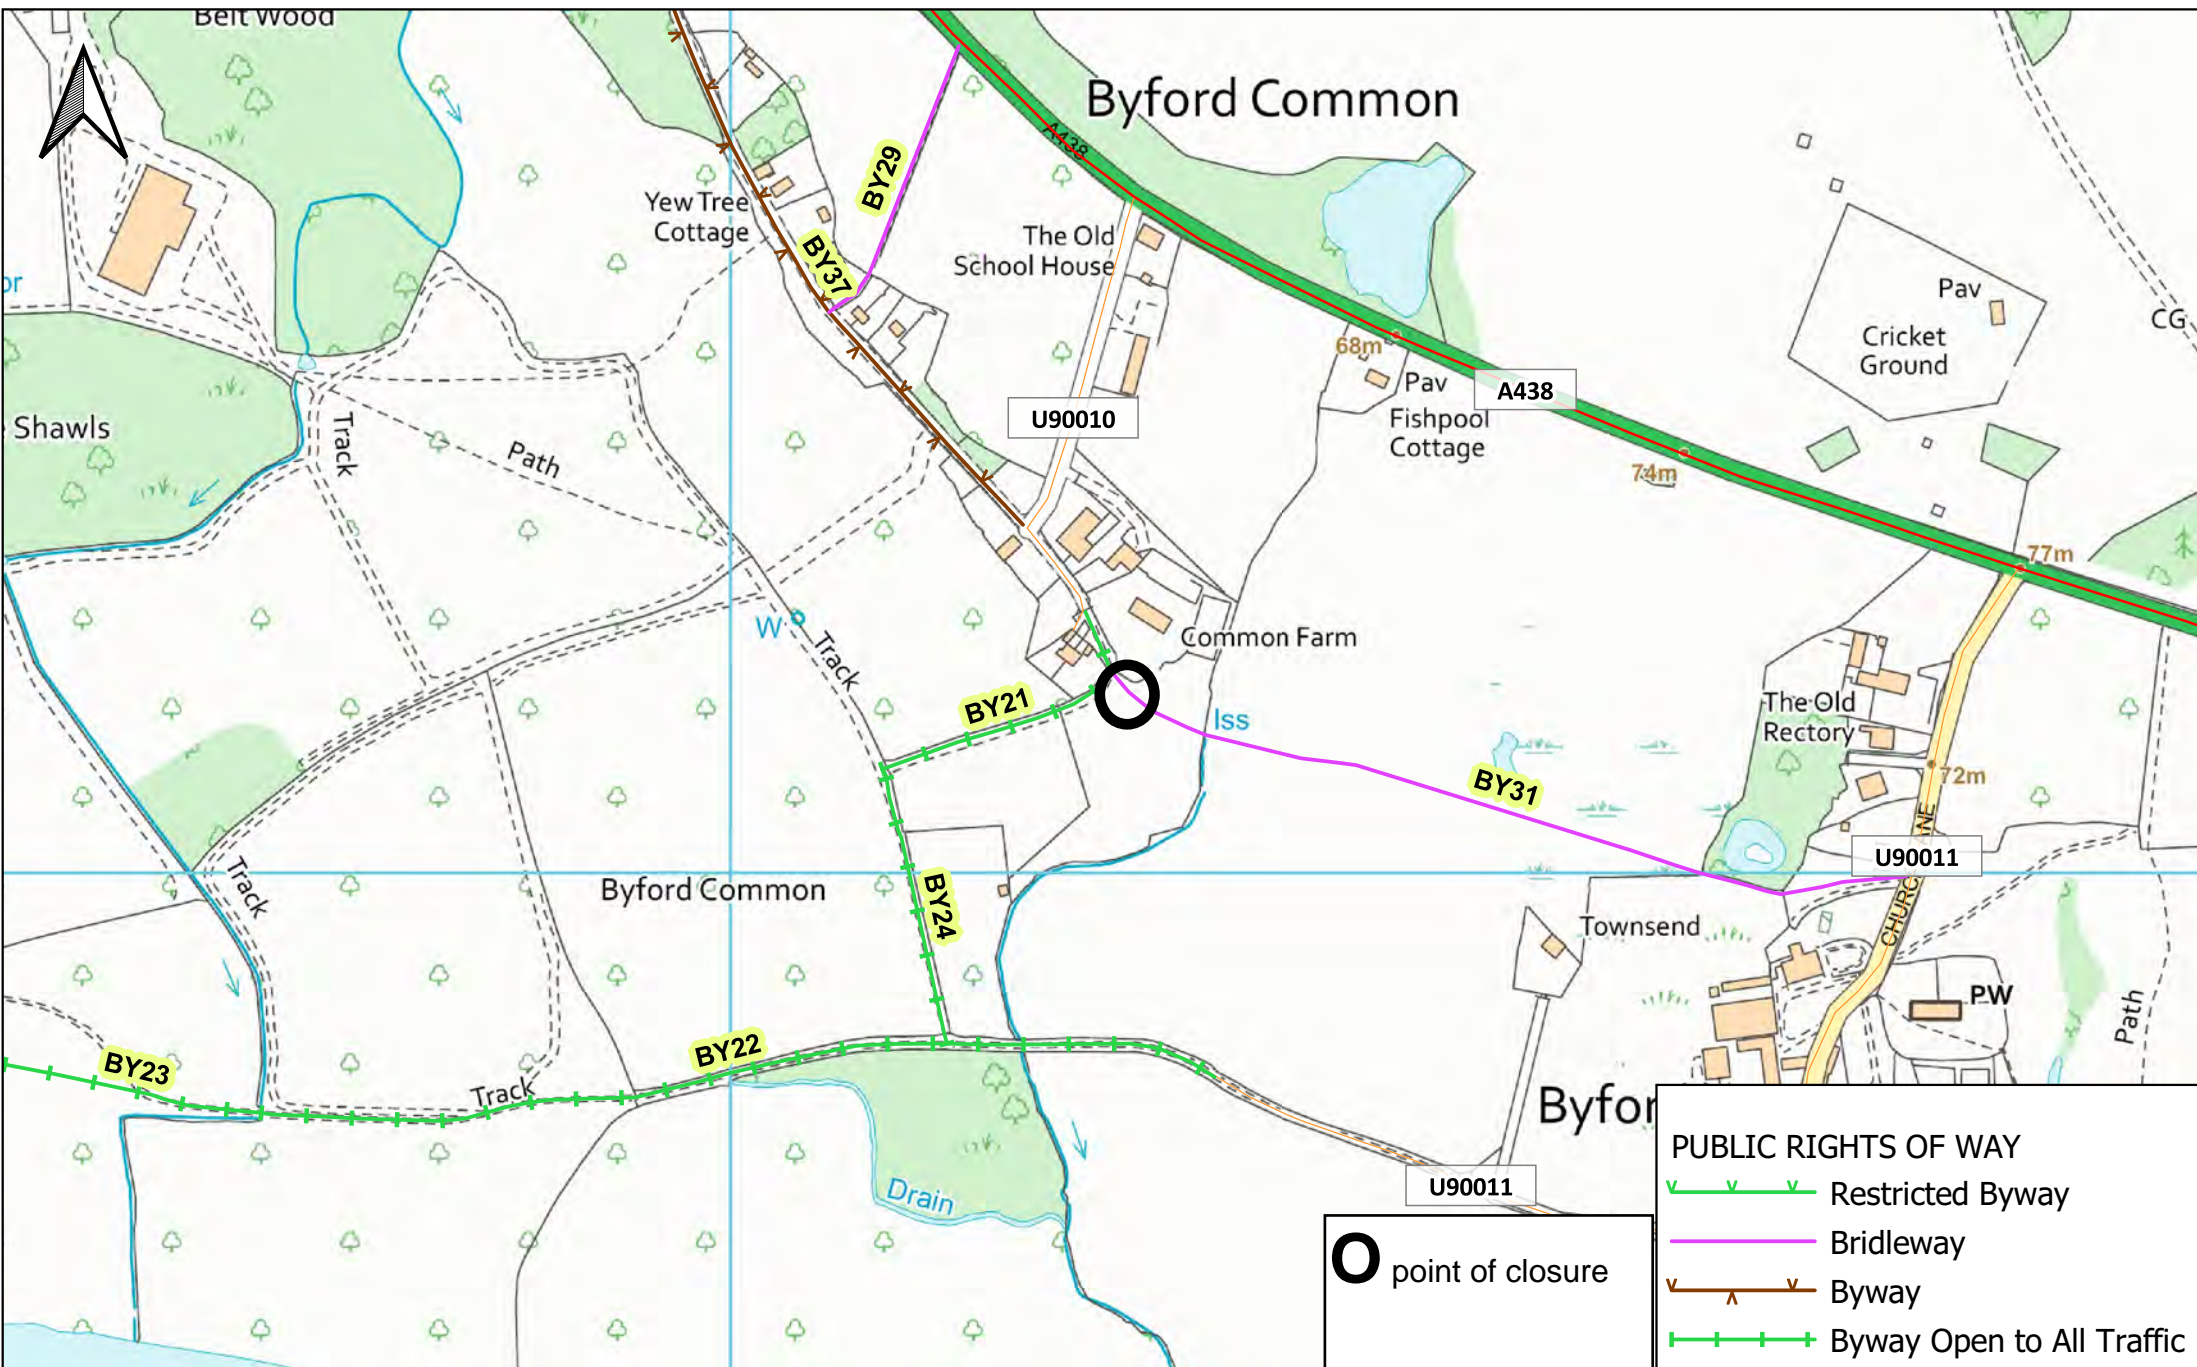 Belt Wood
Byford Common
A438
BY29
Yew Tree
Cottage
BY37
The Old
School House
Pav
Cricket
Ground
CG
68m
Pav
A438
Fishpool
Cottage
U90010
74m
Shawls
Track
Path
77m
W
Track
Common Farm
BY21
Iss
The Old
Rectory
BY31
72m
U90011
CHURC
NE
Track
Byford Common
BY24
Townsend
PW
Path
BY22
BY23
Track
Byfor
Drain
U90011
O point of closure
PUBLIC RIGHTS OF WAY
Restricted Byway
Bridleway
Byway
Byway Open to All Traffic